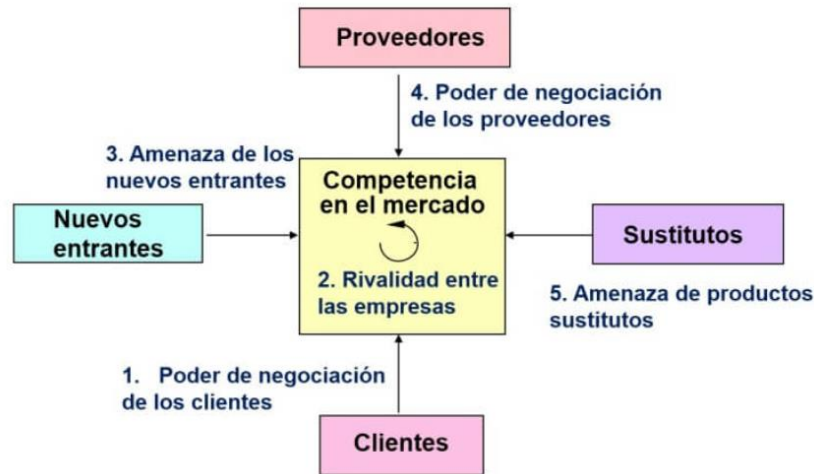 Proveedores
4. Poder de negociación
de los proveedores
3. Amenaza de los
nuevos entrantes
Competencia
en el mercado
Nuevos
entrantes
Sustitutos
2. Rivalidad entre
las empresas
5. Amenaza de productos
sustitutos
1. Poder de negociación
de los clientes
Clientes